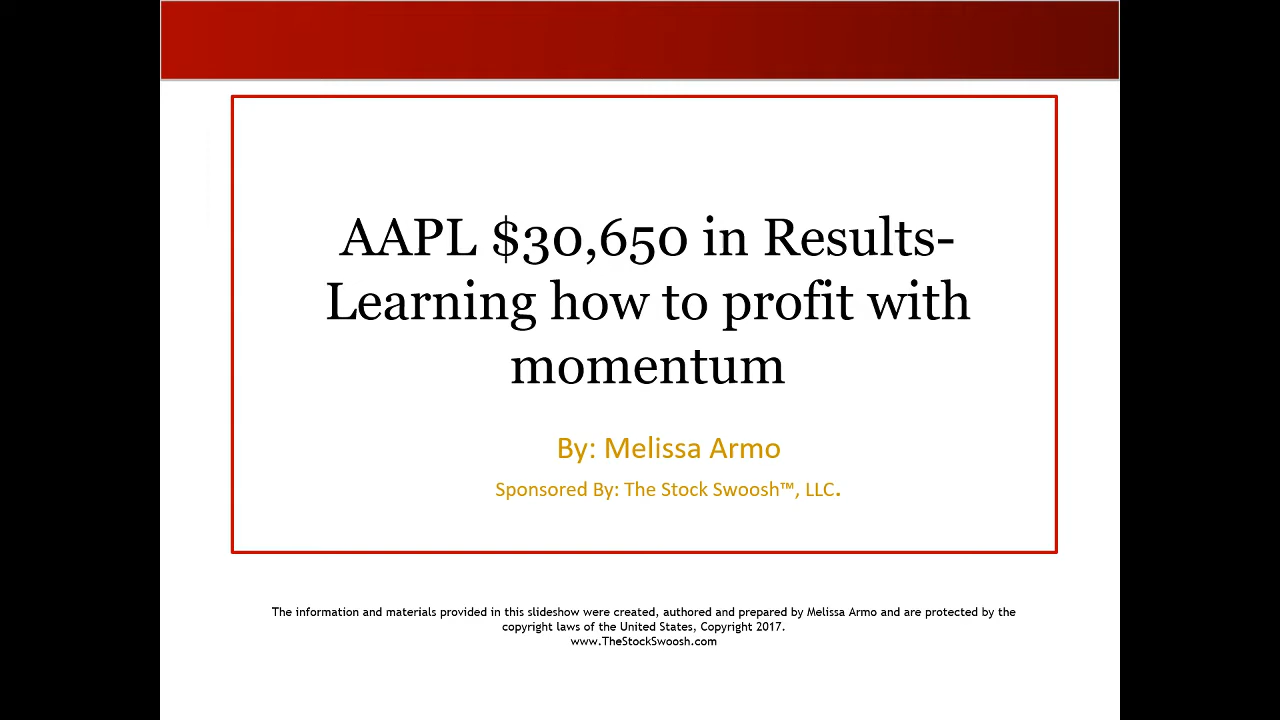 AAPL $30,650 in Results-
Learning how to profit with
momentum
By: Melissa Armo
Sponsored By: The Stock Swoosh™, LLC.
The information and materials provided in this slideshow were created, authored and prepared by Melissa Armo and are protected by the
copyright laws of the United States, Copyright 2017.
www.TheStockSwoosh.com